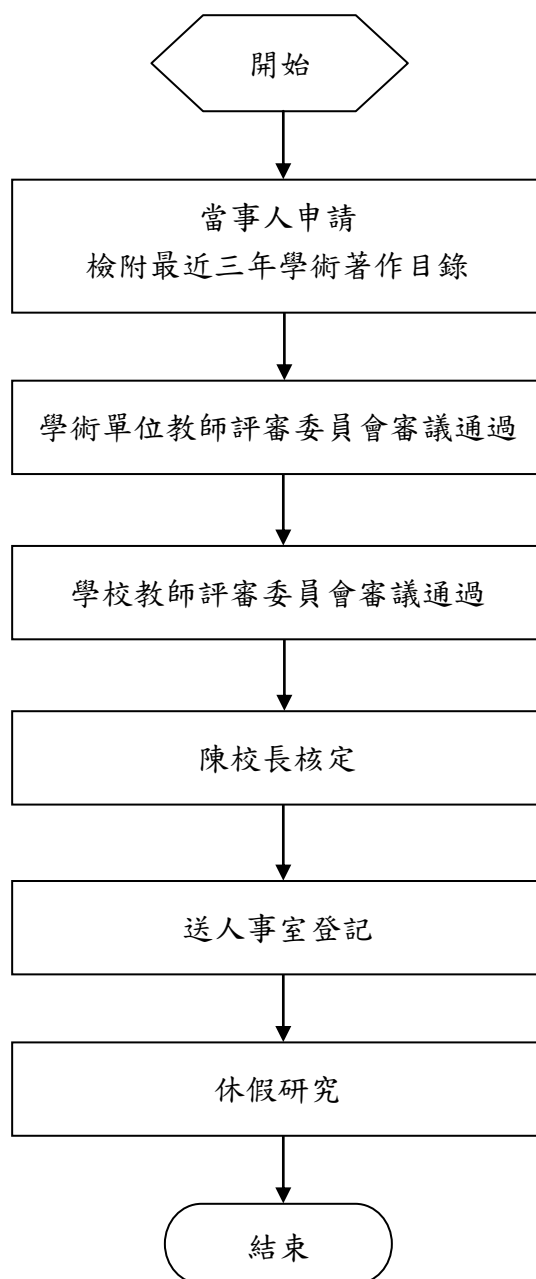 開始
當事人申請
檢附最近三年學術著作目錄
學術單位教師評審委員會審議通過
學校教師評審委員會審議通過
陳校長核定
送人事室登記
休假研究
結束